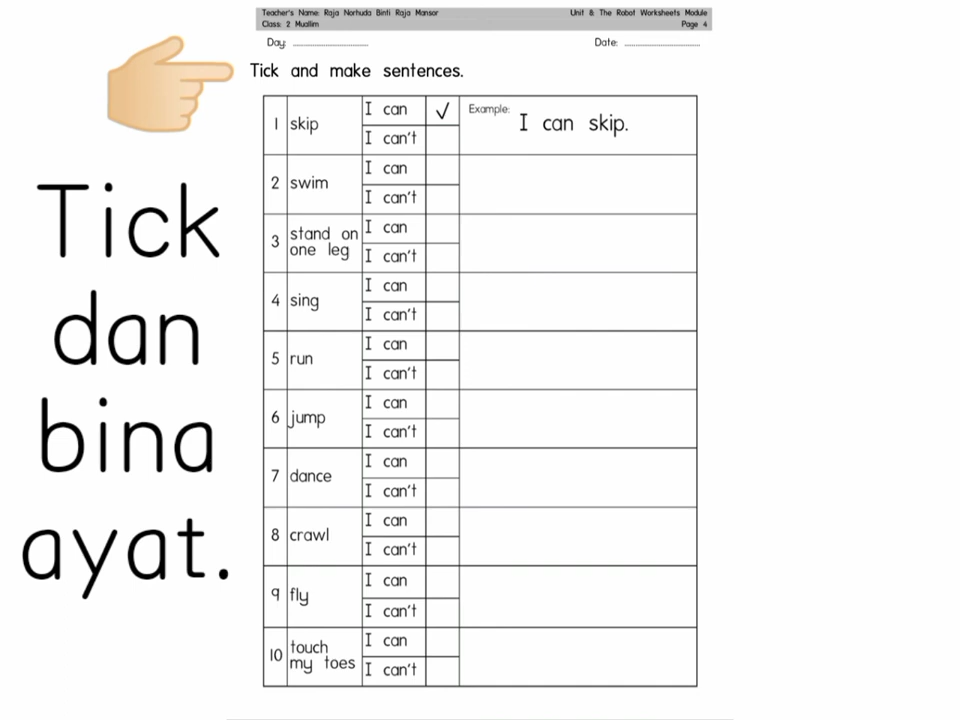 Teacher's Name: Raja Norhuda Binti Raja Mansor
Unit 8: The Robot Worksheets Module
Class: 2 Muallim
Page 4
Day: ................................
Date: ................................
Tick and make sentences.
Tick
dan
bina
ayat.
1 skip
I can ✓
I can't
Example:
I can skip.
2 swim
I can
I can't
3 stand on
one leg
I can
I can't
4 sing
I can
I can't
5 run
I can
I can't
6 jump
I can
I can't
7 dance
I can
I can't
8 crawl
I can
I can't
9 fly
I can
I can't
10 touch
my toes
I can
I can't